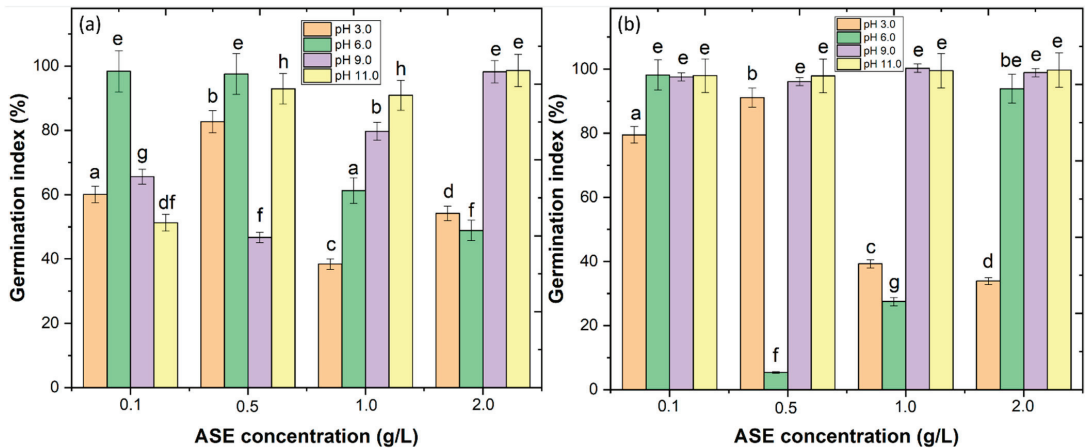 (a)
pH 3.0
pH 6.0
pH 9.0
pH 11.0
Germination index (%)
100
80
60
40
20
0
a e g df
b e f h
c a b h
d f e e
0.1 0.5 1.0 2.0
ASE concentration (g/L)
(b)
pH 3.0
pH 6.0
pH 9.0
pH 11.0
Germination index (%)
100
80
60
40
20
0
a e e e
b f e e
c g e e
d be e e
0.1 0.5 1.0 2.0
ASE concentration (g/L)